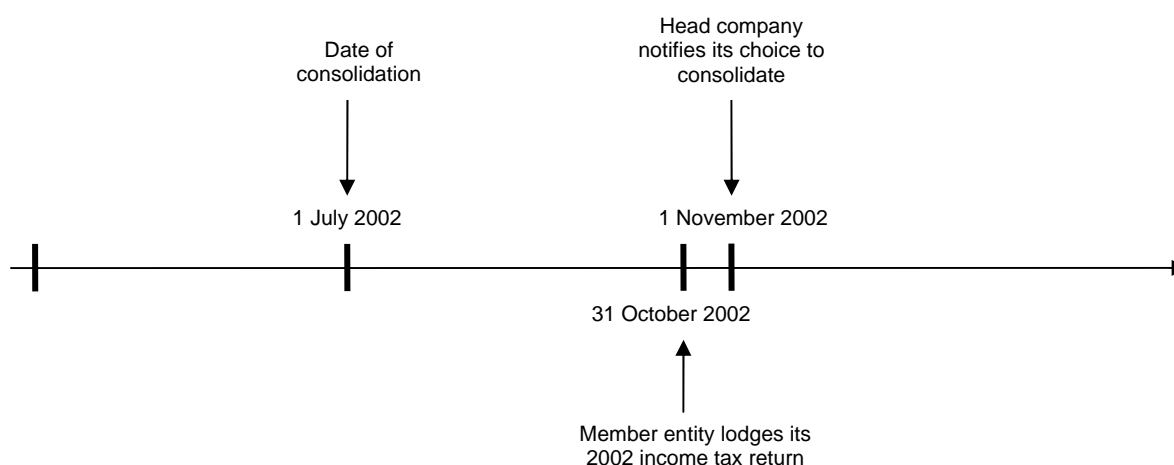 Head company
notifies its choice to
consolidate
Date of
consolidation
1 July 2002
1 November 2002
31 October 2002
Member entity lodges its
2002 income tax return